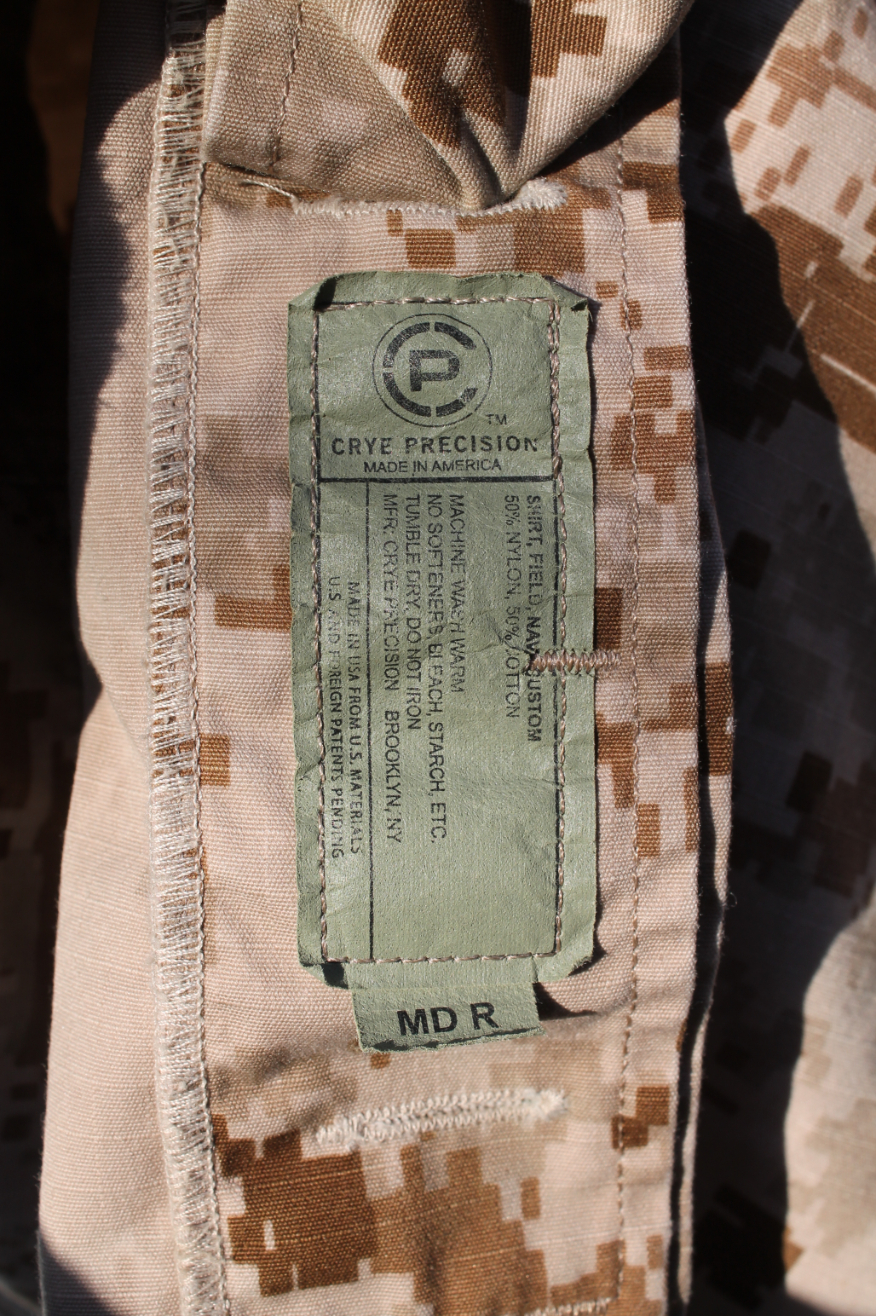 CP
TM
CRYE PRECISION
MADE IN AMERICA
SHIRT, FIELD, NAVY CUSTOM
50% NYLON, 50% COTTON
MACHINE WASH WARM
NO SOFTENERS, BLEACH, STARCH, ETC.
TUMBLE DRY, DO NOT IRON
MFR: CRYE PRECISION BROOKLYN, NY
MADE IN USA FROM U.S. MATERIALS
U.S. AND FOREIGN PATENTS PENDING
MD R